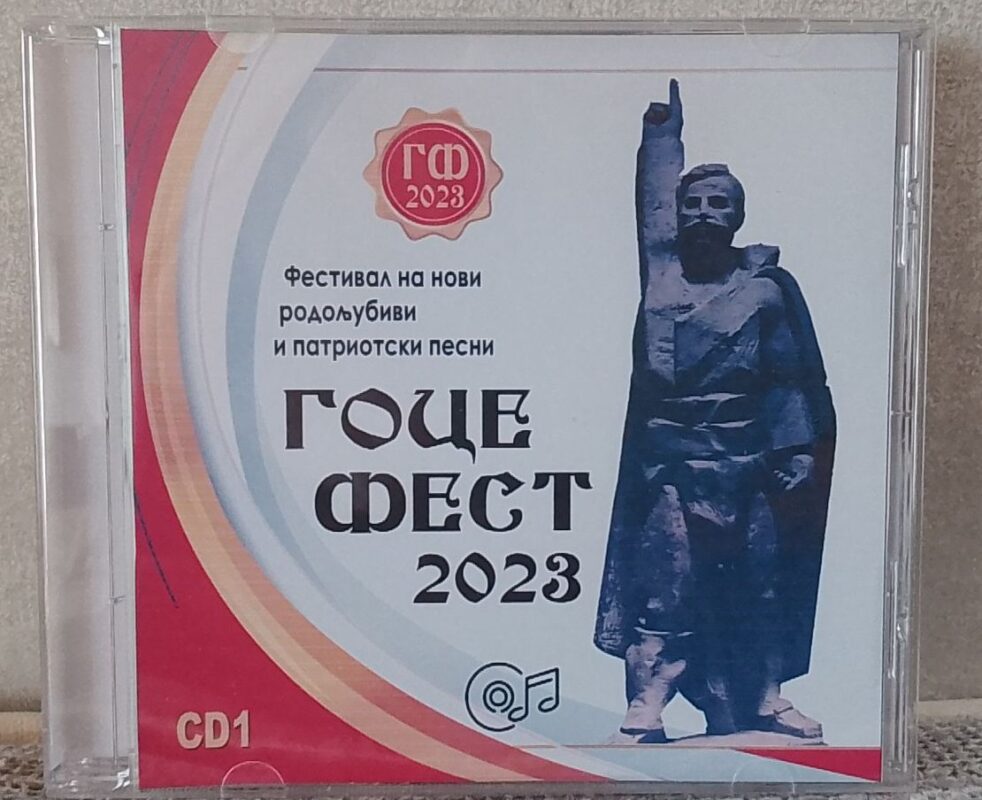 ГФ
2023
Фестивал на нови
родољубиви
и патриотски песни
ГОЦЕ
ФЕСТ
2023
CD1